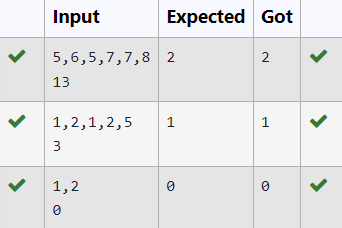 Input Expected Got
5,6,5,7,7,8 2 2
13
1,2,1,2,5 1 1
3
1,2 0 0
0